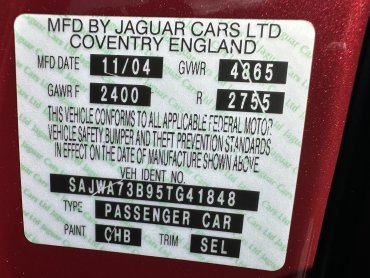 MFD BY JAGUAR CARS LTD
COVENTRY ENGLAND
MFD DATE 11/04 GVWR 4865
GAWR F 2400 R 2755
THIS VEHICLE CONFORMS TO ALL APPLICABLE FEDERAL MOTOR
VEHICLE SAFETY BUMPER AND THEFT PREVENTION STANDARDS
IN EFFECT ON THE DATE OF MANUFACTURE SHOWN ABOVE.
VEH IDENT NO.
SAJWA73B95TG41848
TYPE PASSENGER CAR
PAINT CHB TRIM SEL